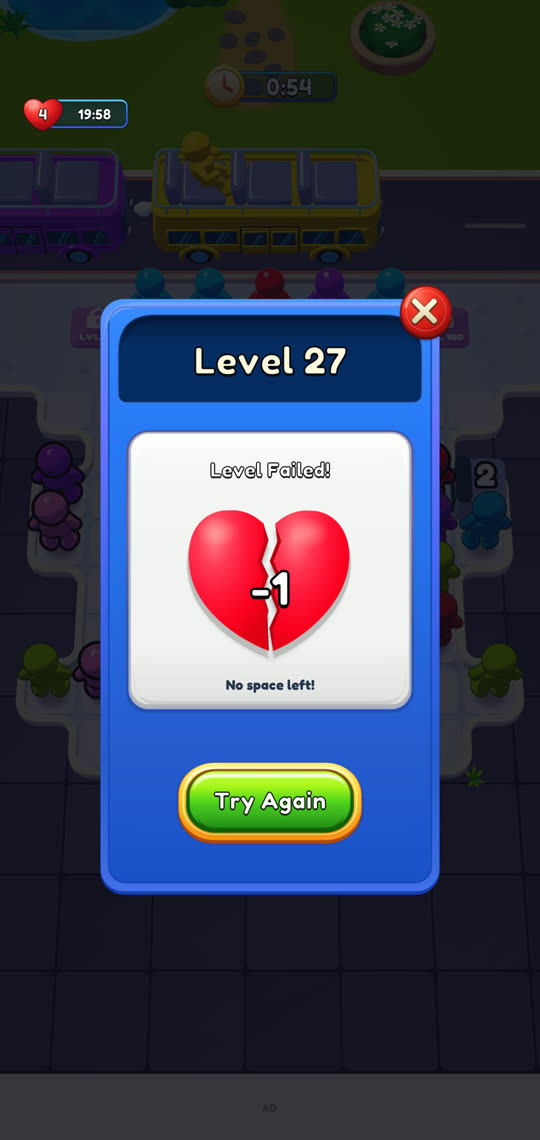 0:54
4 19:58
Level 27
Level Failed!
-1
2
No space left!
Try Again
AD